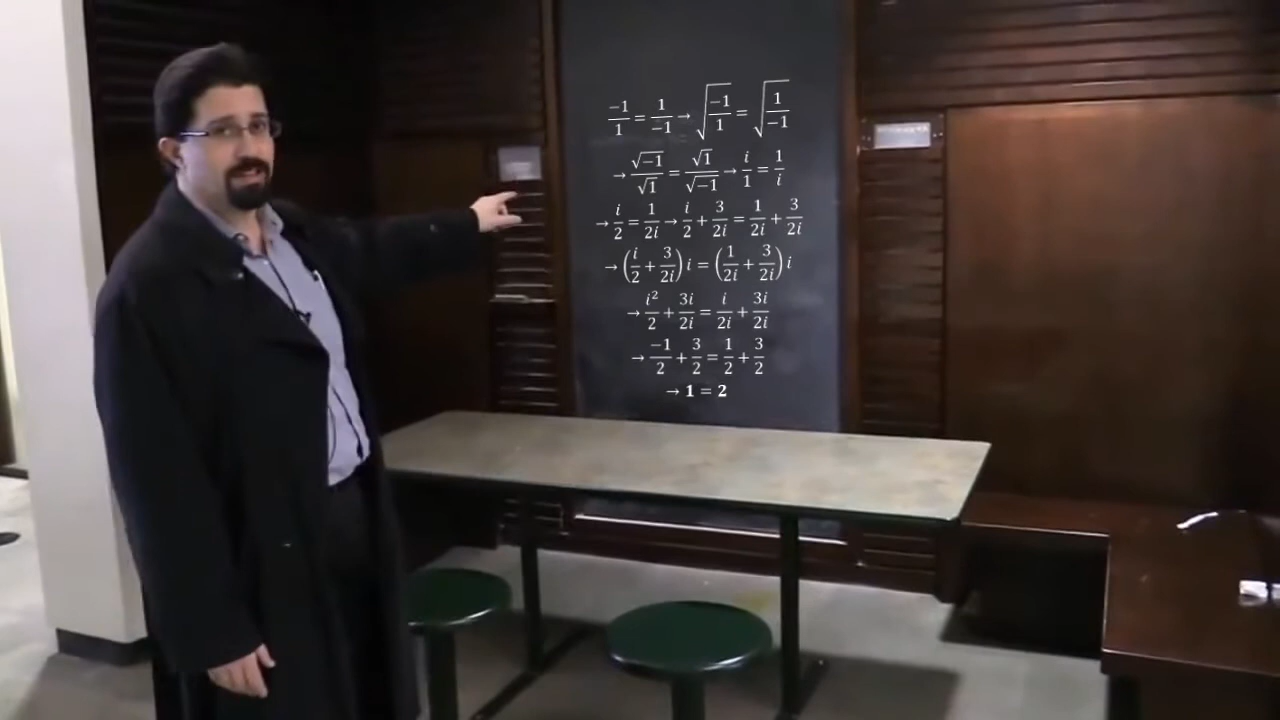 -1/1 = 1/-1 → √(-1/1) = √(1/-1)
→ √-1/√1 = √1/√-1 → i/1 = 1/i
→ i/2 = 1/2i → i/2 + 3/2i = 1/2i + 3/2i
→ (i/2 + 3/2i)i = (1/2i + 3/2i)i
→ i²/2 + 3i/2i = i/2i + 3i/2i
→ -1/2 + 3/2 = 1/2 + 3/2
→ 1 = 2